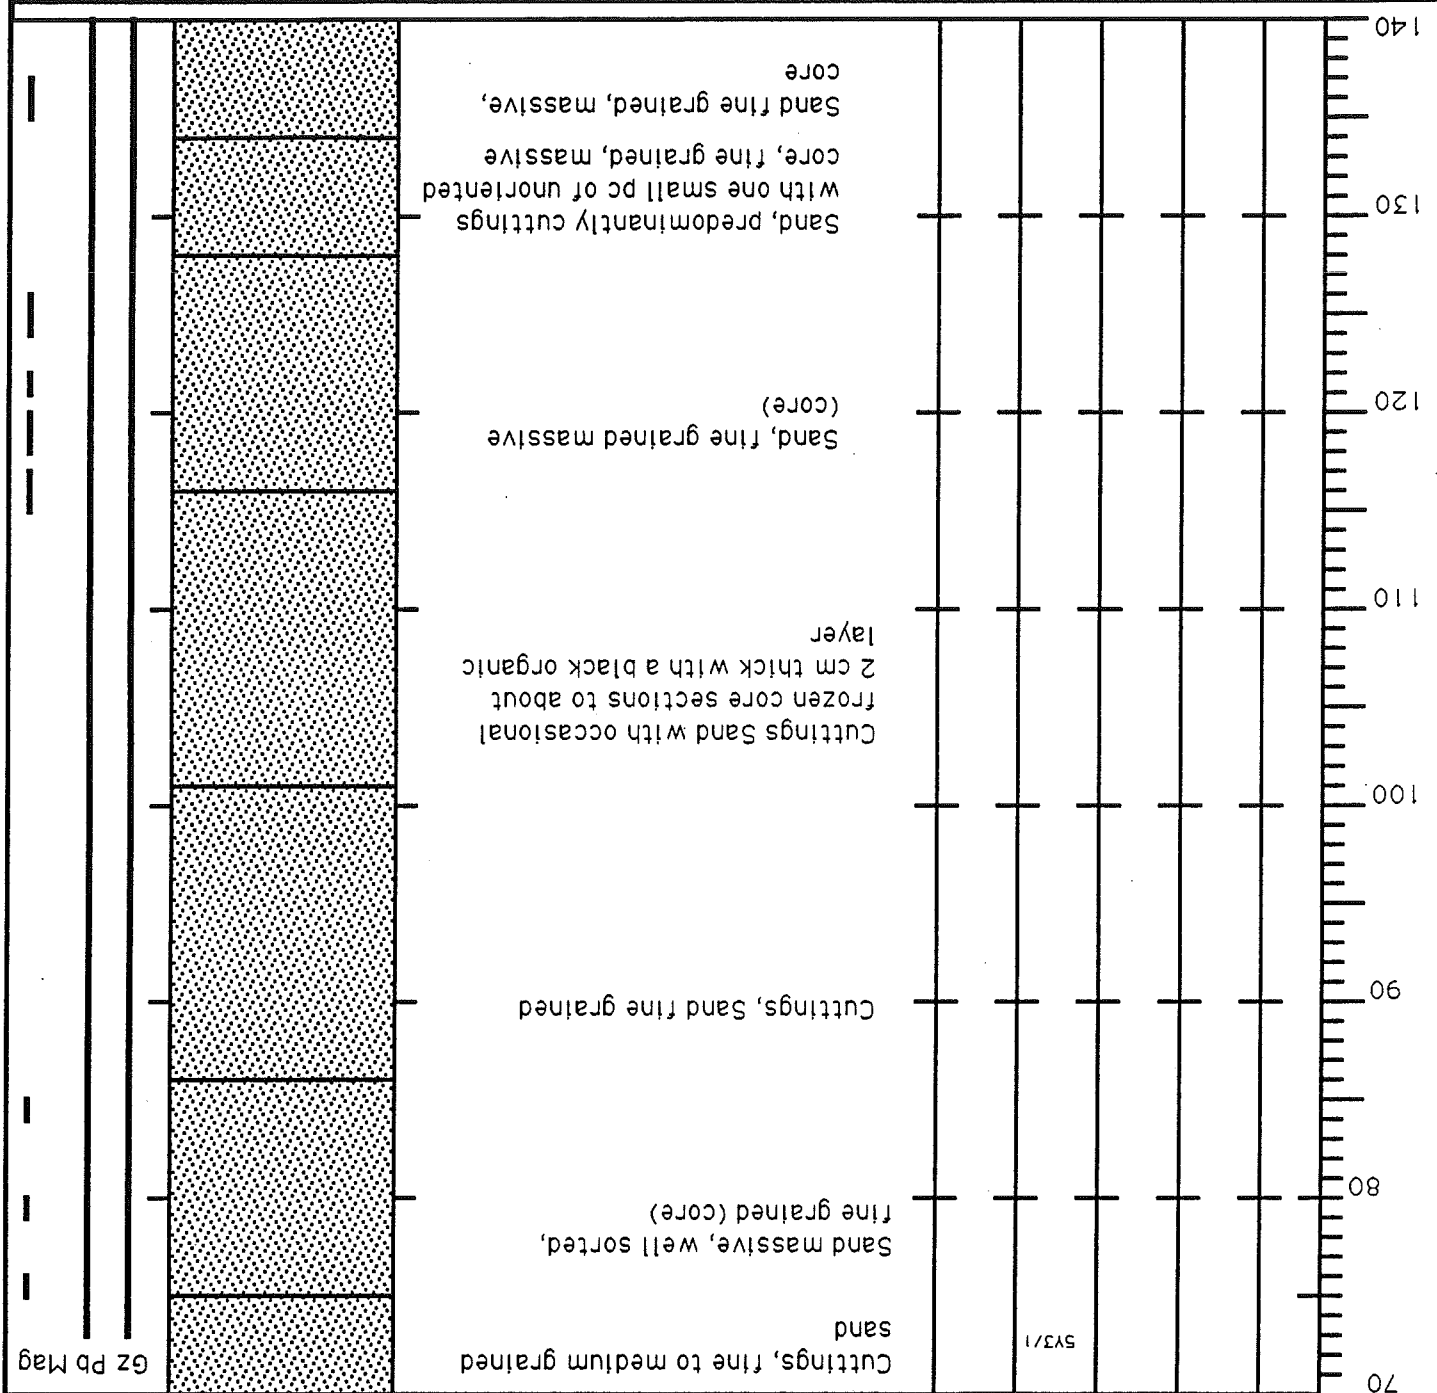 70
5Y3/1
Cuttings, fine to medium grained
sand
Gz Pb Mag
Sand massive, well sorted,
fine grained (core)
80
Cuttings, Sand fine grained
90
100
Cuttings Sand with occasional
frozen core sections to about
2 cm thick with a black organic
layer
110
Sand, fine grained massive
(core)
120
Sand, predominantly cuttings
with one small pc of unoriented
core, fine grained, massive
130
Sand fine grained, massive,
core
140